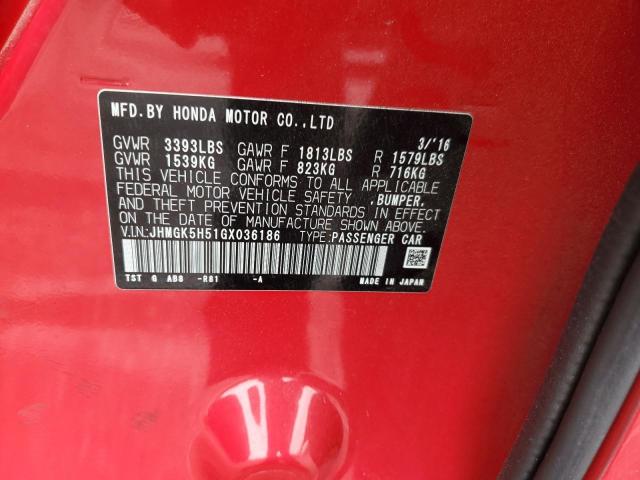 MFD.BY HONDA MOTOR CO.,LTD
3/'16
GVWR 3393LBS GAWR F 1813LBS R 1579LBS
GVWR 1539KG GAWR F 823KG R 716KG
THIS VEHICLE CONFORMS TO ALL APPLICABLE
FEDERAL MOTOR VEHICLE SAFETY ,BUMPER,
AND THEFT PREVENTION STANDARDS IN EFFECT
ON THE DATE OF MANUFACTURE SHOWN ABOVE.
V.I.N:JHMGK5H51GX036186 TYPE:PASSENGER CAR
TST G AB8 -R81 -A MADE IN JAPAN